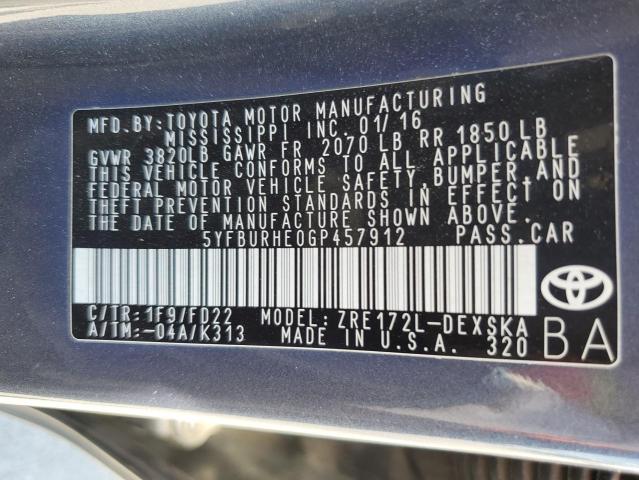 MFD.BY:TOYOTA MOTOR MANUFACTURING
MISSISSIPPI INC.01/16
GVWR 3820LB GAWR FR 2070 LB RR 1850LB
THIS VEHICLE CONFORMS TO ALL APPLICABLE
FEDERAL MOTOR VEHICLE SAFETY,BUMPER,AND
THEFT PREVENTION STANDARDS IN EFFECT ON
THE DATE OF MANUFACTURE SHOWN ABOVE.
5YFBURHE0GP457912 PASS.CAR
C/TR:1F9/FD22 MODEL:ZRE172L-DEXSKA
A/TM:-04A/K313 MADE IN U.S.A. 320
BA